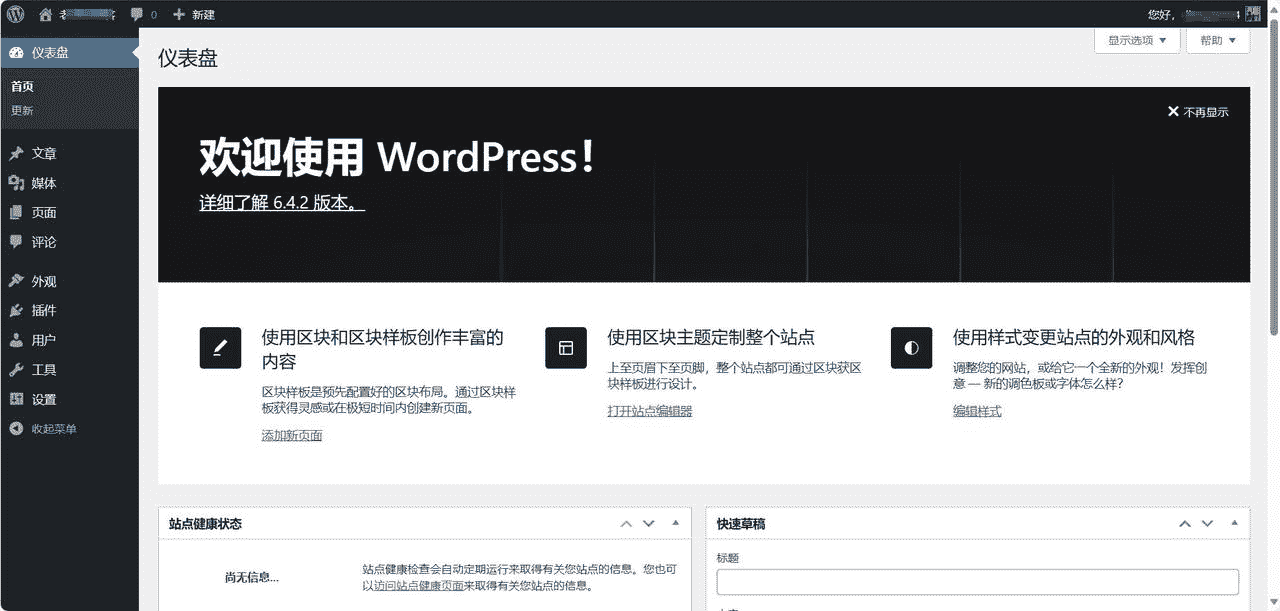 0
新建
您好,
仪表盘
首页
更新
文章
媒体
页面
评论
外观
插件
用户
工具
设置
收起菜单
仪表盘
显示选项
帮助
不再显示
欢迎使用 WordPress!
详细了解 6.4.2 版本。
使用区块和区块样板创作丰富的
内容
区块样板是预先配置好的区块布局。通过区块样
板获得灵感或在极短时间内创建新页面。
添加新页面
使用区块主题定制整个站点
上至页眉下至页脚，整个站点都可通过区块获区
块样板进行设计。
打开站点编辑器
使用样式变更站点的外观和风格
调整您的网站，或给它一个全新的外观！发挥创
意 — 新的调色板或字体怎么样？
编辑样式
站点健康状态
尚无信息...
站点健康检查会自动定期运行来取得有关您站点的信息。您也可
以访问站点健康页面来取得有关您站点的信息。
快速草稿
标题